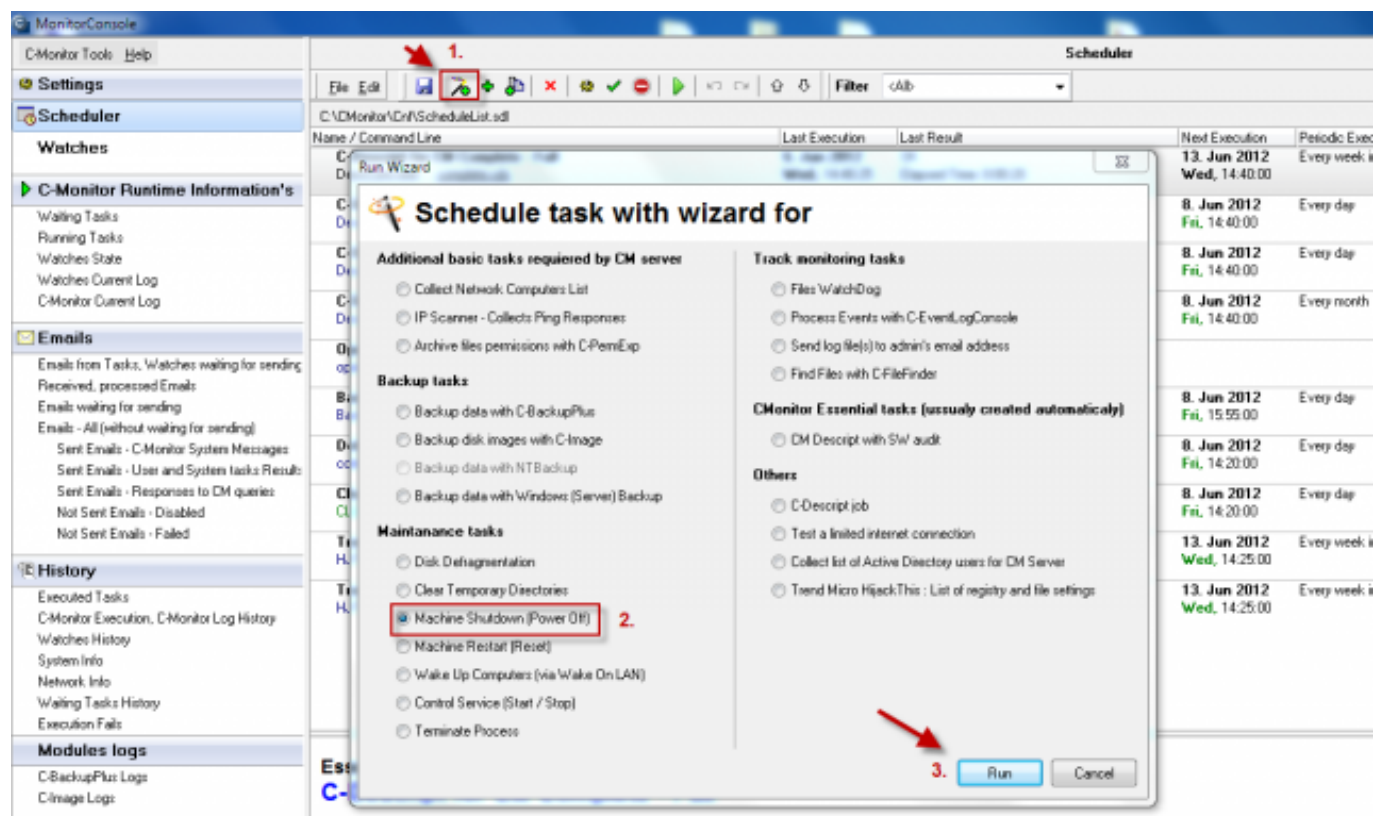 MonitorConsole
C-Monitor Tools Help
Settings
Scheduler
Watches
C-Monitor Runtime Information's
Waiting Tasks
Running Tasks
Watches State
Watches Current Log
C-Monitor Current Log
Emails
Emails from Tasks, Watches waiting for sending
Received, processed Emails
Emails waiting for sending
Emails - All (without waiting for sending)
Sent Emails - C-Monitor System Messages
Sent Emails - User and System tasks Results
Sent Emails - Responses to CM queries
Not Sent Emails - Disabled
Not Sent Emails - Failed
History
Executed Tasks
C-Monitor Execution, C-Monitor Log History
Watches History
System Info
Network Info
Waiting Tasks History
Execution Fails
Modules logs
C-BackupPlus Logs
C-Image Logs
1.
Scheduler
File Edit Filter <All>
C:\CMonitor\Cnf\ScheduleList.sdl
Name / Command Line Last Execution Last Result Next Execution Periodic Exec
13. Jun 2012 Every week i
Wed, 14:40:00
8. Jun 2012 Every day
Fri, 14:40:00
8. Jun 2012 Every day
Fri, 14:40:00
8. Jun 2012 Every month
Fri, 14:40:00
8. Jun 2012 Every day
Fri, 15:55:00
8. Jun 2012 Every day
Fri, 14:20:00
8. Jun 2012 Every day
Fri, 14:20:00
13. Jun 2012 Every week i
Wed, 14:25:00
13. Jun 2012 Every week i
Wed, 14:25:00
Run Wizard
Schedule task with wizard for
Additional basic tasks requiered by CM server
Collect Network Computers List
IP Scanner - Collects Ping Responses
Archive files permissions with C-PermExp
Backup tasks
Backup data with C-BackupPlus
Backup disk images with C-Image
Backup data with NTBackup
Backup data with Windows (Server) Backup
Maintanance tasks
Disk Defragmentation
Clear Temporary Directories
Machine Shutdown (Power Off) 2.
Machine Restart (Reset)
Wake Up Computers (via Wake On LAN)
Control Service (Start / Stop)
Terminate Process
Track monitoring tasks
Files WatchDog
Process Events with C-EventLogConsole
Send log file(s) to admin's email address
Find Files with C-FileFinder
CMonitor Essential tasks (ussualy created automaticaly)
CM Descript with SW audit
Others
C-Descript job
Test a limited internet connection
Collect list of Active Directory users for CM Server
Trend Micro HijackThis : List of registry and file settings
3. Run Cancel
Ess
C-